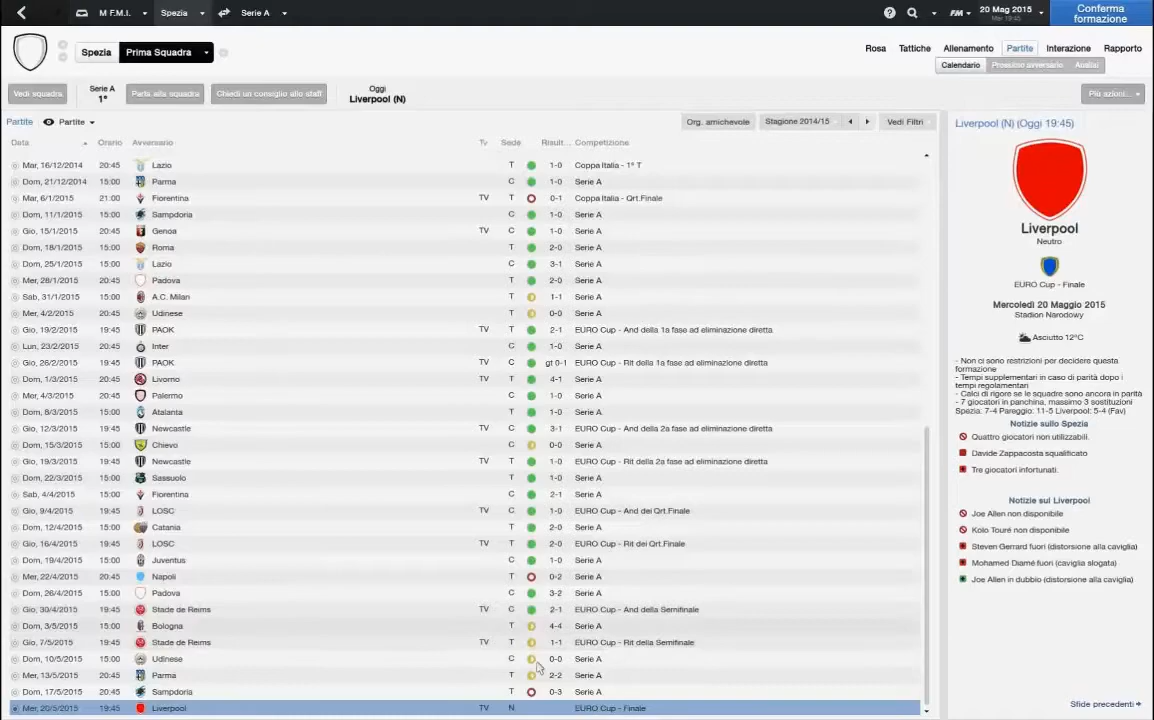 M F.M.I. Spezia Serie A FM 20 Mag 2015 Mer 19:45 Conferma formazione
Spezia Prima Squadra Rosa Tattiche Allenamento Partite Interazione Rapporto
Calendario Prossimo avversario Analisi
Vedi squadra Serie A 1° Parla alla squadra Chiedi un consiglio allo staff Oggi Liverpool (N) Più azioni...
Partite Partite Org. amichevole Stagione 2014/15 Vedi Filtri
Data Orario Avversario Tv Sede Risult... Competizione
Mar, 16/12/2014 20:45 Lazio T 1-0 Coppa Italia - 1° T
Dom, 21/12/2014 15:00 Parma C 1-0 Serie A
Mar, 6/1/2015 21:00 Fiorentina TV T 0-1 Coppa Italia - Qrt.Finale
Dom, 11/1/2015 15:00 Sampdoria C 1-0 Serie A
Gio, 15/1/2015 20:45 Genoa TV C 1-0 Serie A
Dom, 18/1/2015 15:00 Roma T 2-0 Serie A
Dom, 25/1/2015 15:00 Lazio C 3-1 Serie A
Mer, 28/1/2015 20:45 Padova T 2-0 Serie A
Sab, 31/1/2015 15:00 A.C. Milan T 1-1 Serie A
Mer, 4/2/2015 20:45 Udinese T 0-0 Serie A
Gio, 19/2/2015 19:45 PAOK TV T 2-1 EURO Cup - And della 1a fase ad eliminazione diretta
Lun, 23/2/2015 20:45 Inter C 1-0 Serie A
Gio, 26/2/2015 19:45 PAOK TV C gt 0-1 EURO Cup - Rit della 1a fase ad eliminazione diretta
Dom, 1/3/2015 20:45 Livorno TV T 4-1 Serie A
Mer, 4/3/2015 20:45 Palermo C 1-0 Serie A
Dom, 8/3/2015 15:00 Atalanta T 1-0 Serie A
Gio, 12/3/2015 19:45 Newcastle TV C 3-1 EURO Cup - And della 2a fase ad eliminazione diretta
Dom, 15/3/2015 15:00 Chievo C 0-0 Serie A
Gio, 19/3/2015 19:45 Newcastle TV T 1-0 EURO Cup - Rit della 2a fase ad eliminazione diretta
Dom, 22/3/2015 15:00 Sassuolo T 1-0 Serie A
Sab, 4/4/2015 15:00 Fiorentina C 2-1 Serie A
Gio, 9/4/2015 19:45 LOSC TV C 1-0 EURO Cup - And dei Qrt.Finale
Dom, 12/4/2015 15:00 Catania T 2-0 Serie A
Gio, 16/4/2015 19:45 LOSC TV T 2-0 EURO Cup - Rit dei Qrt.Finale
Dom, 19/4/2015 15:00 Juventus C 1-0 Serie A
Mer, 22/4/2015 20:45 Napoli T 0-2 Serie A
Dom, 26/4/2015 15:00 Padova C 3-2 Serie A
Gio, 30/4/2015 19:45 Stade de Reims TV C 2-1 EURO Cup - And della Semifinale
Dom, 3/5/2015 15:00 Bologna T 4-4 Serie A
Gio, 7/5/2015 19:45 Stade de Reims TV T 1-1 EURO Cup - Rit della Semifinale
Dom, 10/5/2015 15:00 Udinese C 0-0 Serie A
Mer, 13/5/2015 20:45 Parma T 2-2 Serie A
Dom, 17/5/2015 20:45 Sampdoria T 0-3 Serie A
Mer, 20/5/2015 19:45 Liverpool TV N EURO Cup - Finale
Liverpool (N) (Oggi 19:45)
Liverpool
Neutro
EURO Cup - Finale
Mercoledì 20 Maggio 2015
Stadion Narodowy
Asciutto 12°C
- Non ci sono restrizioni per decidere questa
formazione
- Tempi supplementari in caso di parità dopo i
tempi regolamentari
- Calci di rigore se le squadre sono ancora in parità
- 7 giocatori in panchina, massimo 3 sostituzioni
Spezia: 7-4 Pareggio: 11-5 Liverpool: 5-4 (Fav)
Notizie sullo Spezia
Quattro giocatori non utilizzabili.
Davide Zappacosta squalificato
Tre giocatori infortunati.
Notizie sul Liverpool
Joe Allen non disponibile
Kolo Touré non disponibile
Steven Gerrard fuori (distorsione alla caviglia)
Mohamed Diamé fuori (caviglia slogata)
Joe Allen in dubbio (distorsione alla caviglia)
Sfide precedenti